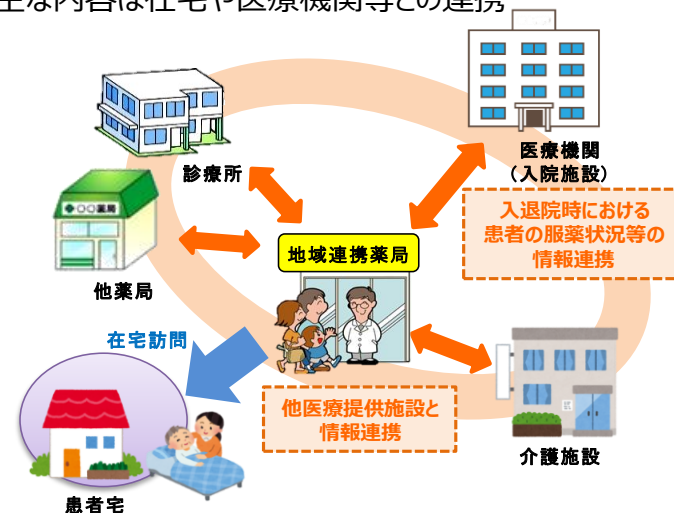 主な内容は在宅や医療機関等との連携
診療所
医療機関
（入院施設）
入退院時における
患者の服薬状況等の
情報連携
○○薬局
他薬局
地域連携薬局
在宅訪問
他医療提供施設と
情報連携
介護施設
患者宅